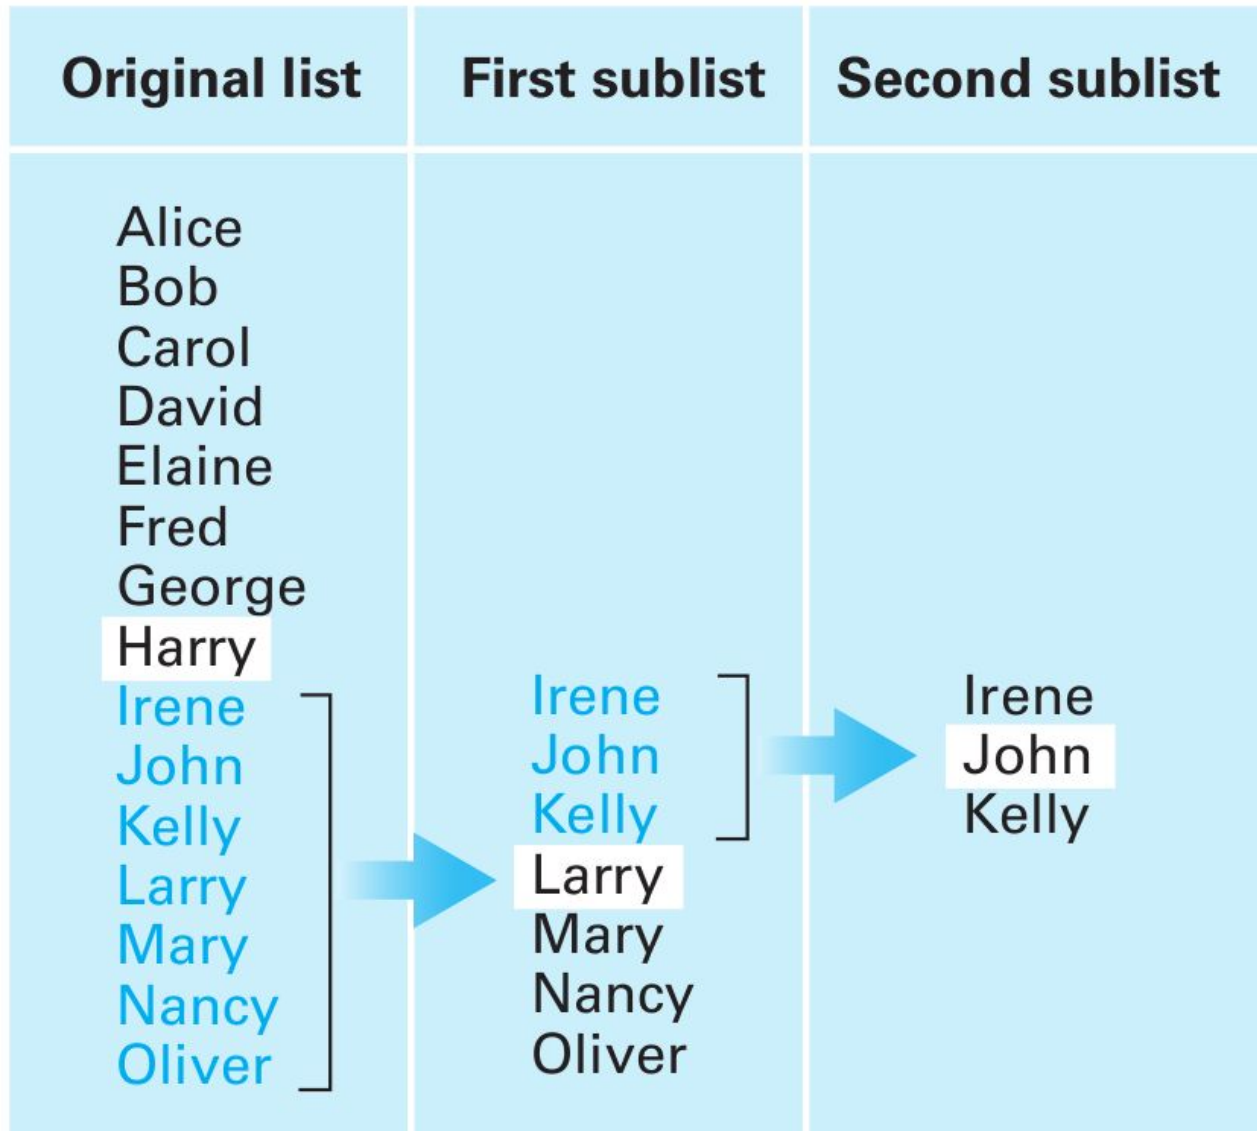 Original list
First sublist
Second sublist
Alice
Bob
Carol
David
Elaine
Fred
George
Harry
Irene
John
Kelly
Larry
Mary
Nancy
Oliver
Irene
John
Kelly
Larry
Mary
Nancy
Oliver
Irene
John
Kelly